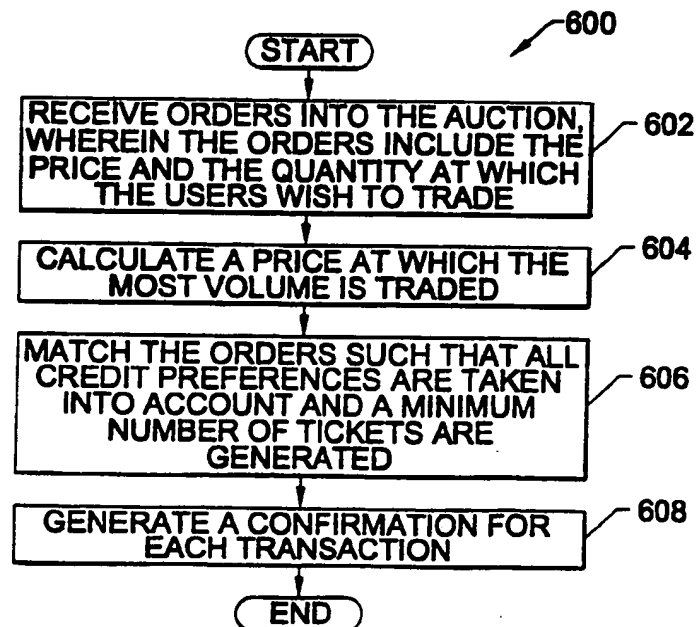 600
START
RECEIVE ORDERS INTO THE AUCTION,
WHEREIN THE ORDERS INCLUDE THE
PRICE AND THE QUANTITY AT WHICH
THE USERS WISH TO TRADE
602
CALCULATE A PRICE AT WHICH THE
MOST VOLUME IS TRADED
604
MATCH THE ORDERS SUCH THAT ALL
CREDIT PREFERENCES ARE TAKEN
INTO ACCOUNT AND A MINIMUM
NUMBER OF TICKETS ARE
GENERATED
606
GENERATE A CONFIRMATION FOR
EACH TRANSACTION
608
END